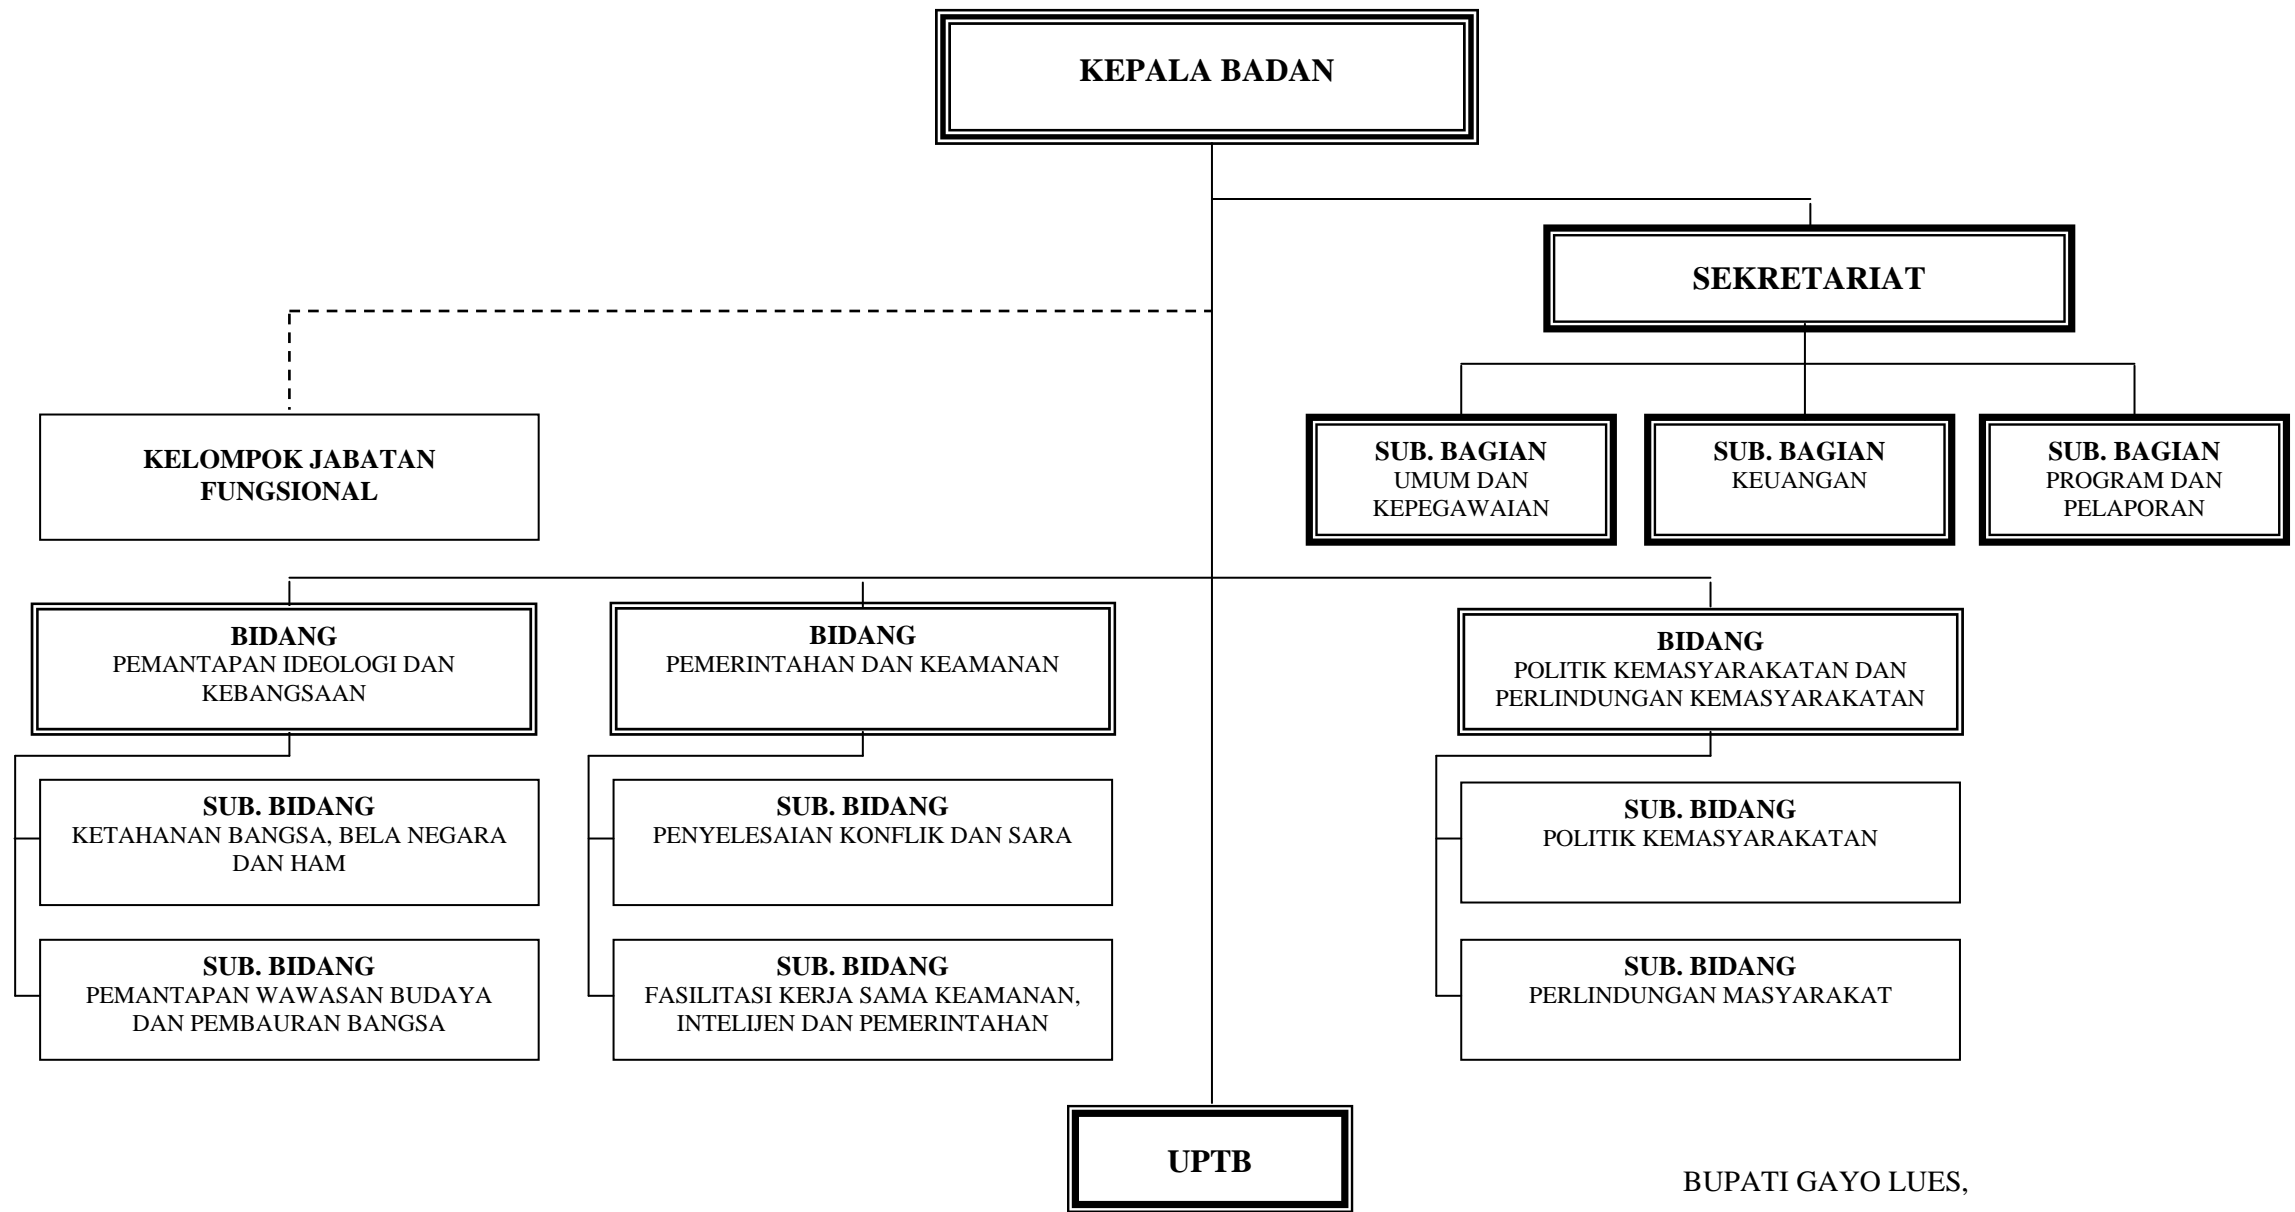 KEPALA BADAN
SEKRETARIAT
KELOMPOK JABATAN
FUNGSIONAL
SUB. BAGIAN
UMUM DAN
KEPEGAWAIAN
SUB. BAGIAN
KEUANGAN
SUB. BAGIAN
PROGRAM DAN
PELAPORAN
BIDANG
PEMANTAPAN IDEOLOGI DAN
KEBANGSAAN
BIDANG
PEMERINTAHAN DAN KEAMANAN
BIDANG
POLITIK KEMASYARAKATAN DAN
PERLINDUNGAN KEMASYARAKATAN
SUB. BIDANG
KETAHANAN BANGSA, BELA NEGARA
DAN HAM
SUB. BIDANG
PENYELESAIAN KONFLIK DAN SARA
SUB. BIDANG
POLITIK KEMASYARAKATAN
SUB. BIDANG
PEMANTAPAN WAWASAN BUDAYA
DAN PEMBAURAN BANGSA
SUB. BIDANG
FASILITASI KERJA SAMA KEAMANAN,
INTELIJEN DAN PEMERINTAHAN
SUB. BIDANG
PERLINDUNGAN MASYARAKAT
UPTB
BUPATI GAYO LUES,